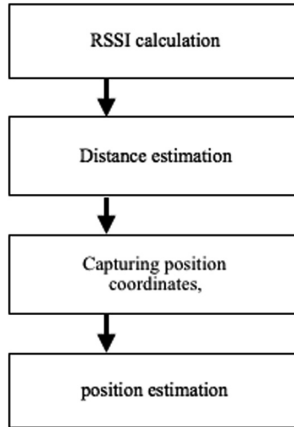 RSSI calculation
Distance estimation
Capturing position
coordinates,
position estimation